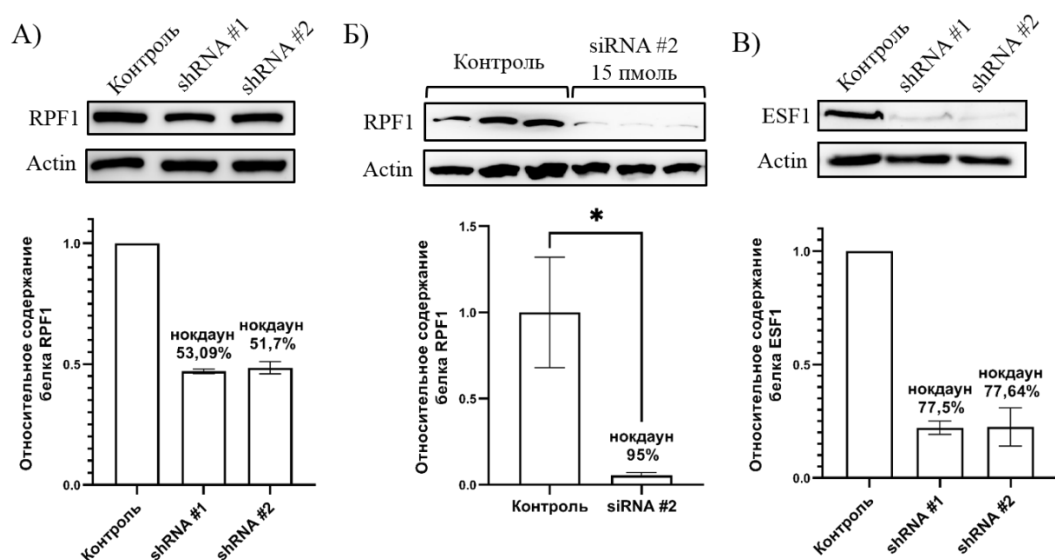 А)
Контроль
shRNA #1
shRNA #2
RPF1
Actin
Относительное содержание
белка RPF1
1.0
0.5
0.0
нокдаун
53,09%
нокдаун
51,7%
Контроль
shRNA #1
shRNA #2
Б)
Контроль
siRNA #2
15 пмоль
RPF1
Actin
Относительное содержание
белка RPF1
1.5
1.0
0.5
0.0
*
нокдаун
95%
Контроль
siRNA #2
В)
Контроль
shRNA #1
shRNA #2
ESF1
Actin
Относительное содержание
белка ESF1
1.0
0.5
0.0
нокдаун
77,5%
нокдаун
77,64%
Контроль
shRNA #1
shRNA #2